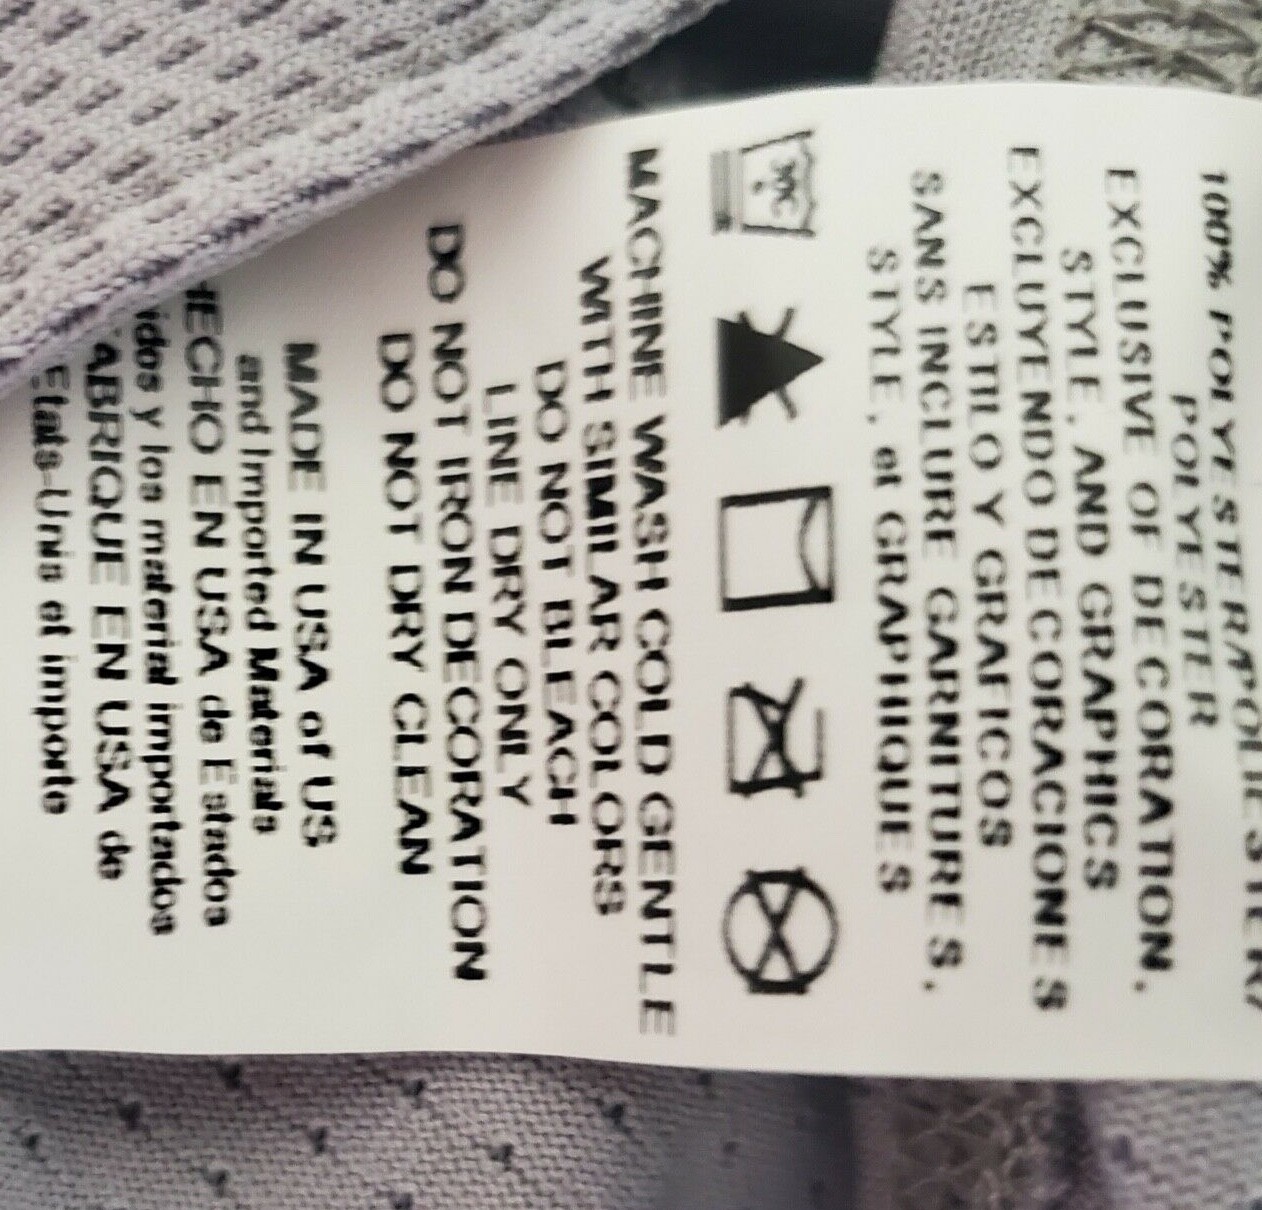 100% POLYESTER/POLIESTER/
POLYESTER
EXCLUSIVE OF DECORATION,
STYLE, AND GRAPHICS
EXCLUYENDO DECORACIONES
ESTILO Y GRAFICOS
SANS INCLURE GARNITURES,
STYLE, et GRAPHIQUES
30C
MACHINE WASH COLD GENTLE
WITH SIMILAR COLORS
DO NOT BLEACH
LINE DRY ONLY
DO NOT IRON DECORATION
DO NOT DRY CLEAN
MADE IN USA of US
and Imported Materials
HECHO EN USA de Estados
idos y los material importados
FABRIQUE EN USA de
Etats-Unis et importe